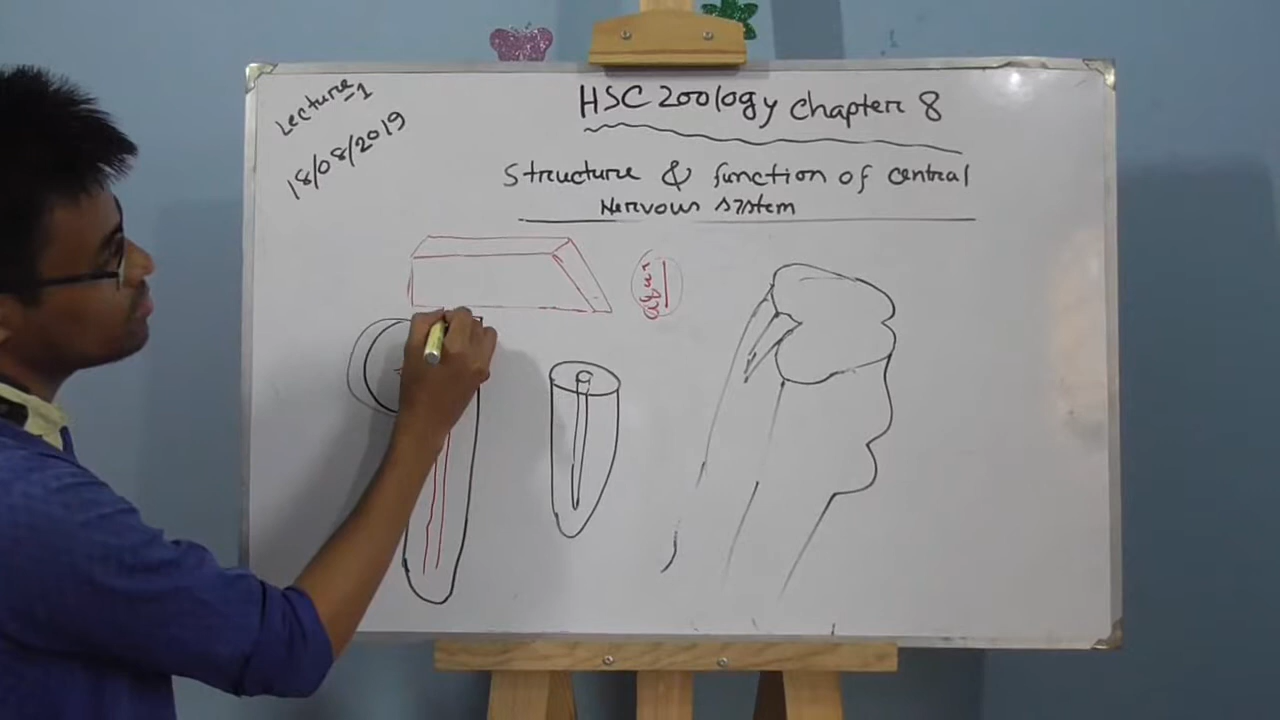 Lecture-1
18/08/2019
HSC Zoology Chapter 8
Structure & function of central
Nervous system